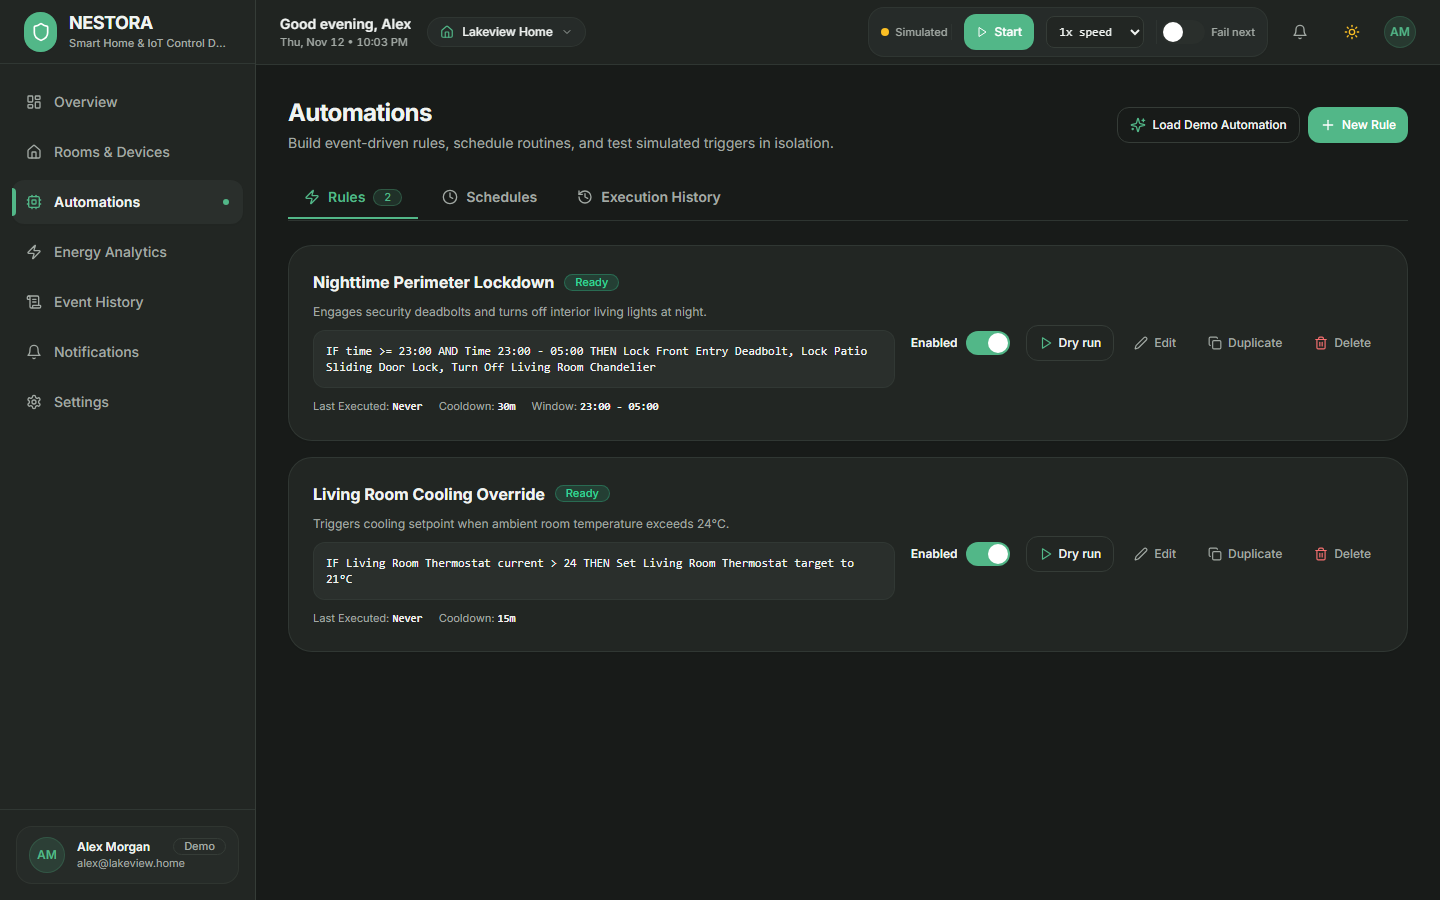 NESTORA
Smart Home & IoT Control D...
Good evening, Alex
Thu, Nov 12 • 10:03 PM
Lakeview Home
Simulated
Start
1x speed
Fail next
AM
Overview
Rooms & Devices
Automations
Energy Analytics
Event History
Notifications
Settings
AM
Alex Morgan
Demo
alex@lakeview.home
Automations
Build event-driven rules, schedule routines, and test simulated triggers in isolation.
Load Demo Automation
New Rule
Rules 2
Schedules
Execution History
Nighttime Perimeter Lockdown Ready
Engages security deadbolts and turns off interior living lights at night.
IF time >= 23:00 AND Time 23:00 - 05:00 THEN Lock Front Entry Deadbolt, Lock Patio
Sliding Door Lock, Turn Off Living Room Chandelier
Last Executed: Never Cooldown: 30m Window: 23:00 - 05:00
Enabled
Dry run
Edit
Duplicate
Delete
Living Room Cooling Override Ready
Triggers cooling setpoint when ambient room temperature exceeds 24°C.
IF Living Room Thermostat current > 24 THEN Set Living Room Thermostat target to
21°C
Last Executed: Never Cooldown: 15m
Enabled
Dry run
Edit
Duplicate
Delete